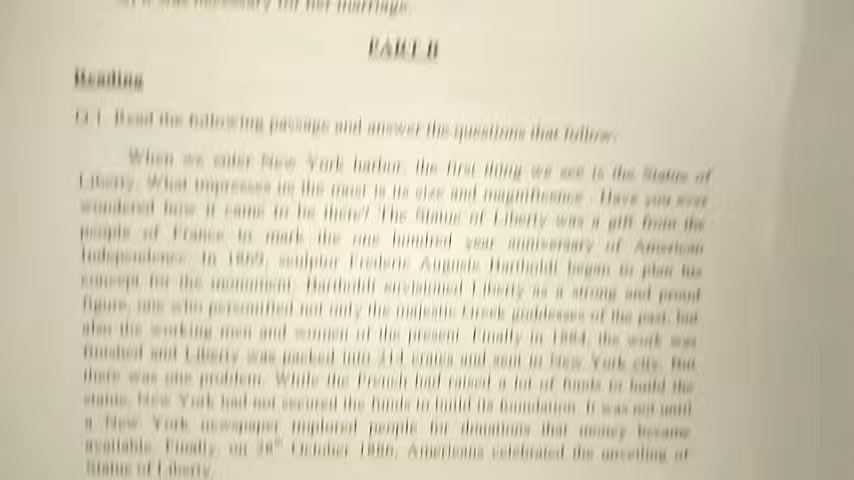 it was necessary for her marriage.
PART II
Reading
Q.1. Read the following passage and answer the questions that follow.
When we enter New York harbor, the first thing we see is the Statue of
Liberty. What impresses us the most is its size and magnificence. Have you ever
wondered how it came to be there? The Statue of Liberty was a gift from the
people of France to mark the one hundred year anniversary of American
Independence. In 1869, sculptor Frederic Auguste Bartholdi began to plan his
concept for the monument. Bartholdi envisioned Liberty as a strong and proud
figure, one who personified not only the majestic Greek goddesses of the past, but
also the working men and women of the present. Finally in 1884, the work was
finished and Liberty was packed into 214 crates and sent to New York city. But
there was one problem. While the French had raised a lot of funds to build the
statue, New York had not secured the funds to build its foundation. It was not until
a New York newspaper implored people for donations that money became
available. Finally, on 28th October 1886, Americans celebrated the unveiling of
Statue of Liberty.